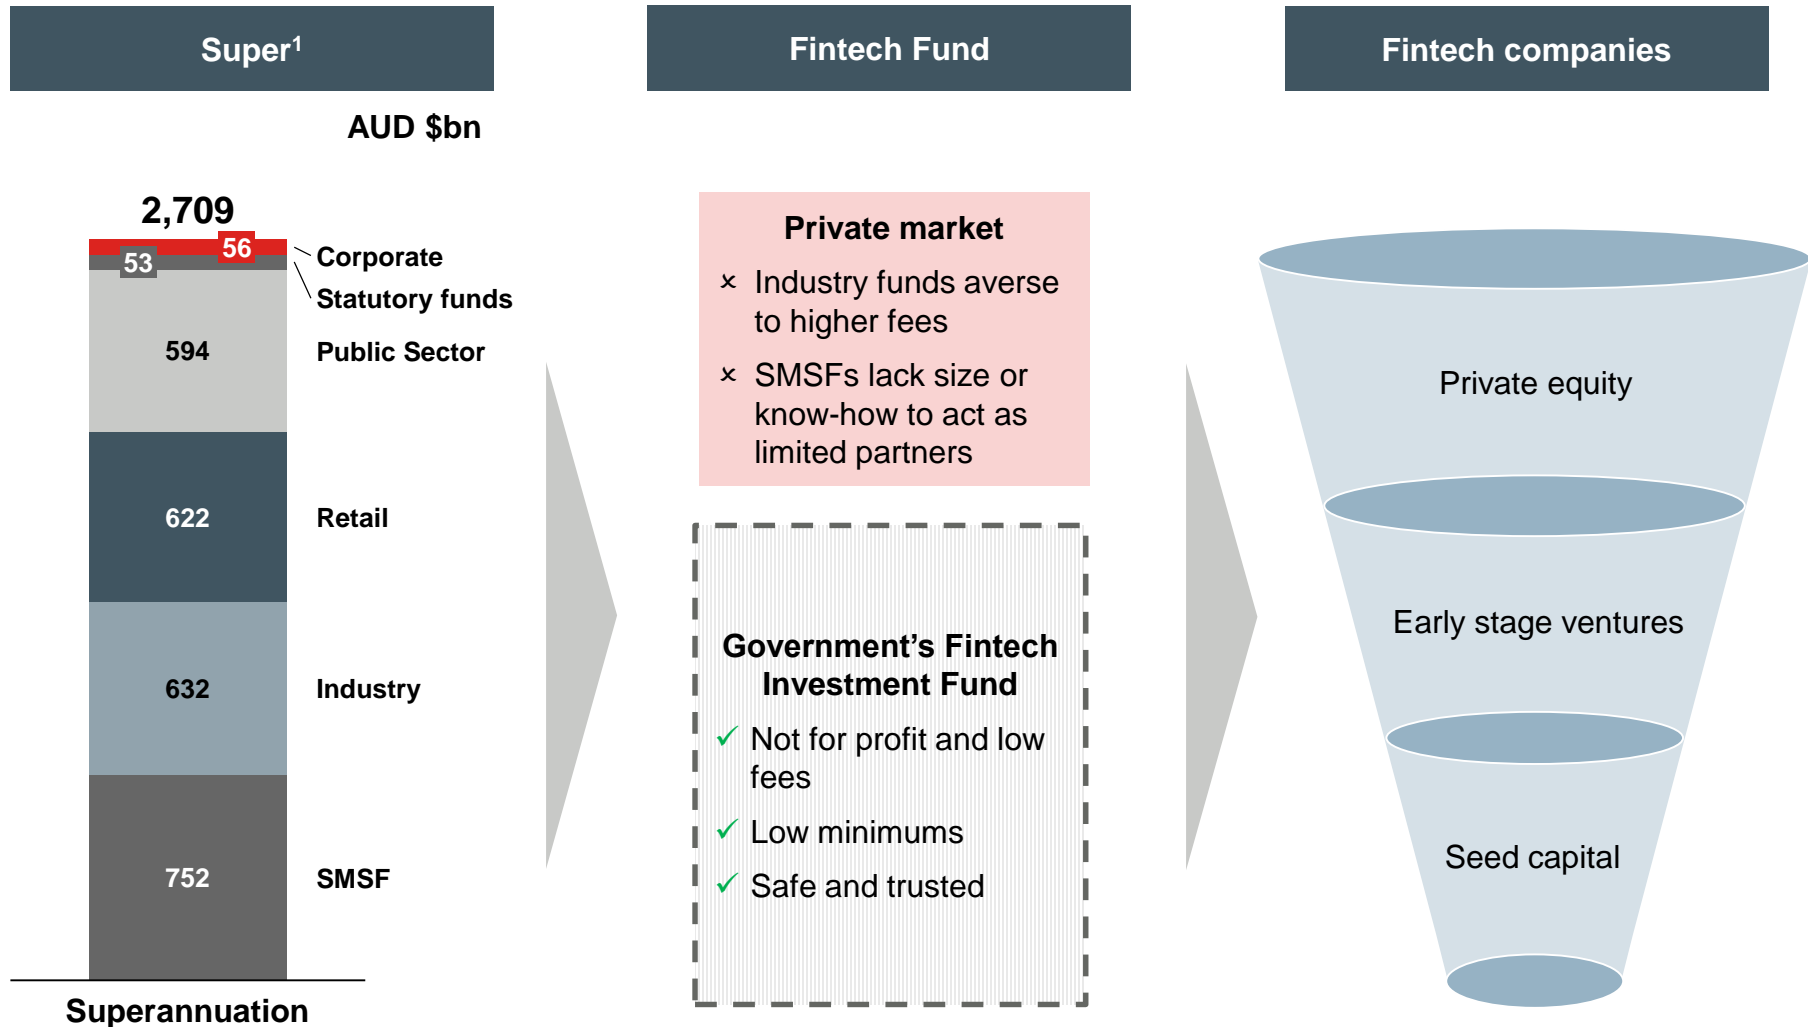 Super1
Fintech Fund
Fintech companies
AUD $bn
2,709
56
53
594
622
632
752
Corporate
Statutory funds
Public Sector
Retail
Industry
SMSF
Superannuation
Private market
× Industry funds averse
to higher fees
× SMSFs lack size or
know-how to act as
limited partners
Government’s Fintech
Investment Fund
✓ Not for profit and low
fees
✓ Low minimums
✓ Safe and trusted
Private equity
Early stage ventures
Seed capital